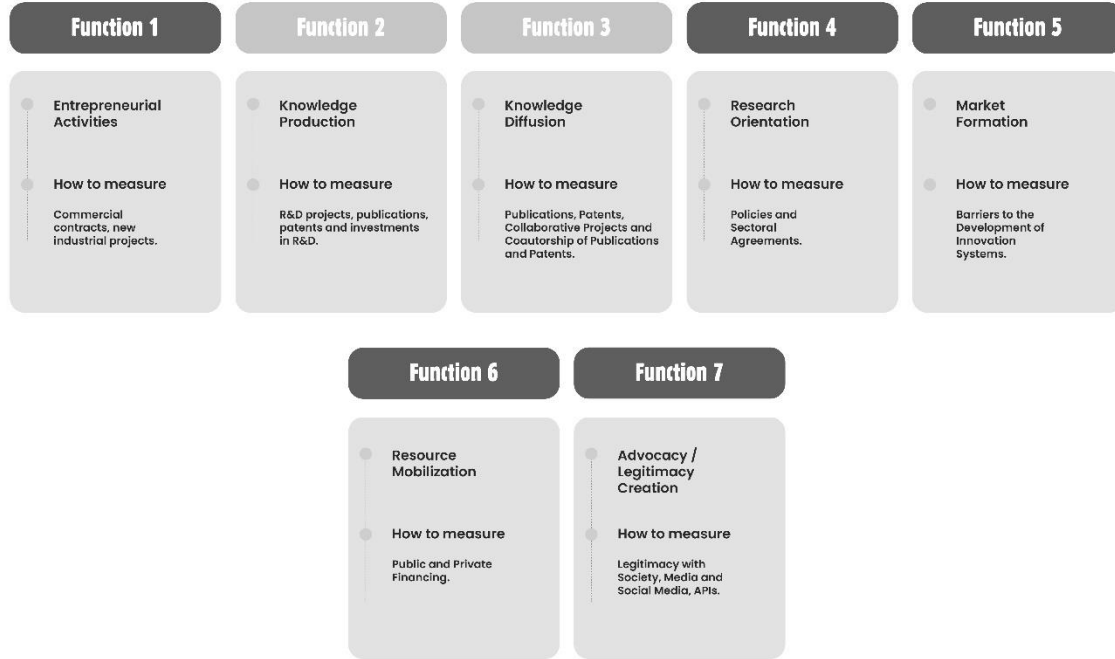 Function 1
Function 2
Function 3
Function 4
Function 5
Entrepreneurial
Activities
How to measure
Commercial
contracts, new
industrial projects.
Knowledge
Production
How to measure
R&D projects, publications,
patents and investments
in R&D.
Knowledge
Diffusion
How to measure
Publications, Patents,
Collaborative Projects and
Coautorship of Publications
and Patents.
Research
Orientation
How to measure
Policies and
Sectoral
Agreements.
Market
Formation
How to measure
Barriers to the
Development of
Innovation
Systems.
Function 6
Function 7
Resource
Mobilization
How to measure
Public and Private
Financing.
Advocacy /
Legitimacy
Creation
How to measure
Legitimacy with
Society, Media and
Social Media, APIs.